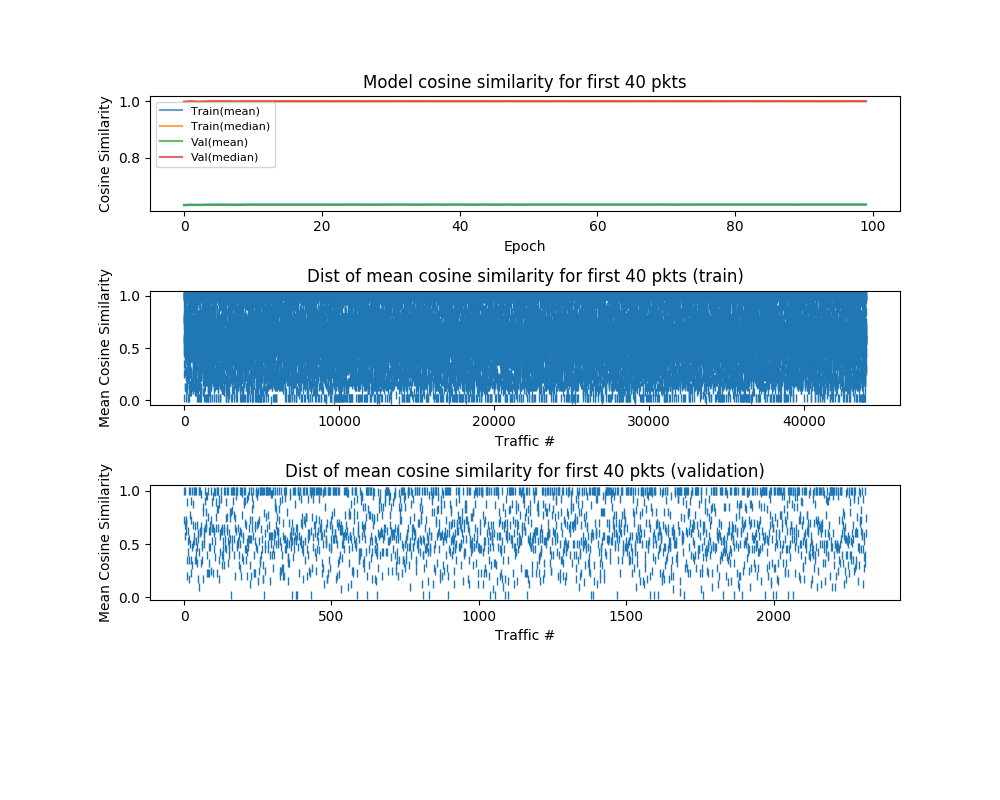 Model cosine similarity for first 40 pkts
Cosine Similarity
1.0
0.8
Train(mean)
Train(median)
Val(mean)
Val(median)
0 20 40 60 80 100
Epoch
Dist of mean cosine similarity for first 40 pkts (train)
Mean Cosine Similarity
1.0
0.5
0.0
0 10000 20000 30000 40000
Traffic #
Dist of mean cosine similarity for first 40 pkts (validation)
Mean Cosine Similarity
1.0
0.5
0.0
0 500 1000 1500 2000
Traffic #